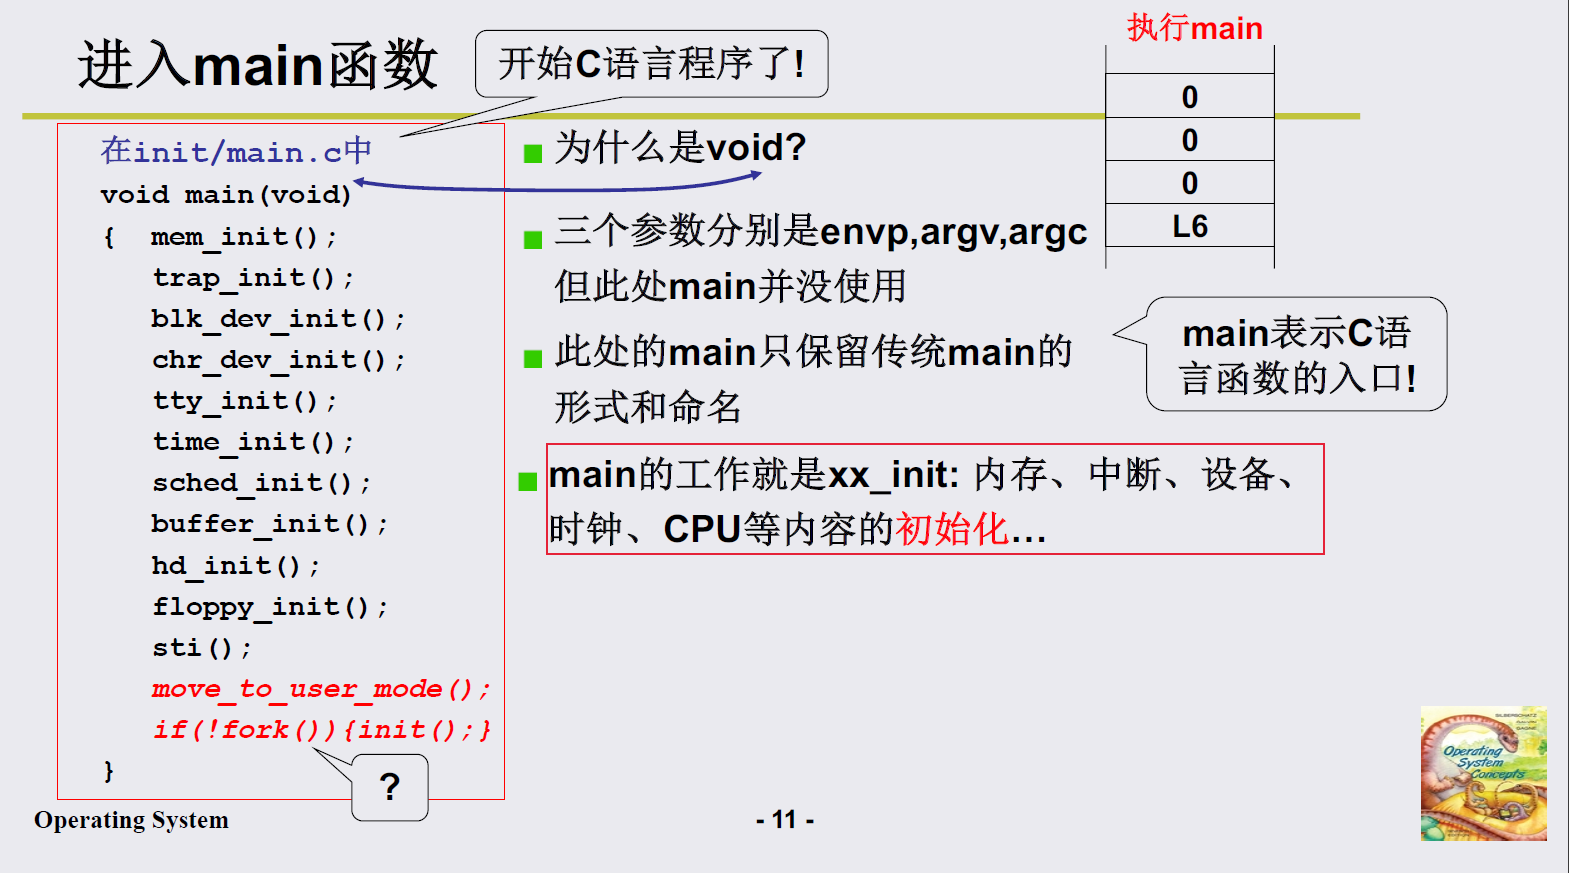 进入main函数
开始C语言程序了!
执行main
0
0
0
L6
在init/main.c中
void main(void)
{ mem_init();
trap_init();
blk_dev_init();
chr_dev_init();
tty_init();
time_init();
sched_init();
buffer_init();
hd_init();
floppy_init();
sti();
move_to_user_mode();
if(!fork()){init();}
}
?
为什么是void?
三个参数分别是envp,argv,argc
但此处main并没使用
此处的main只保留传统main的
形式和命名
main的工作就是xx_init: 内存、中断、设备、
时钟、CPU等内容的初始化…
main表示C语
言函数的入口!
SILBERSCHATZ
GAGNE
Operating
System
Concepts
Operating System
- 11 -